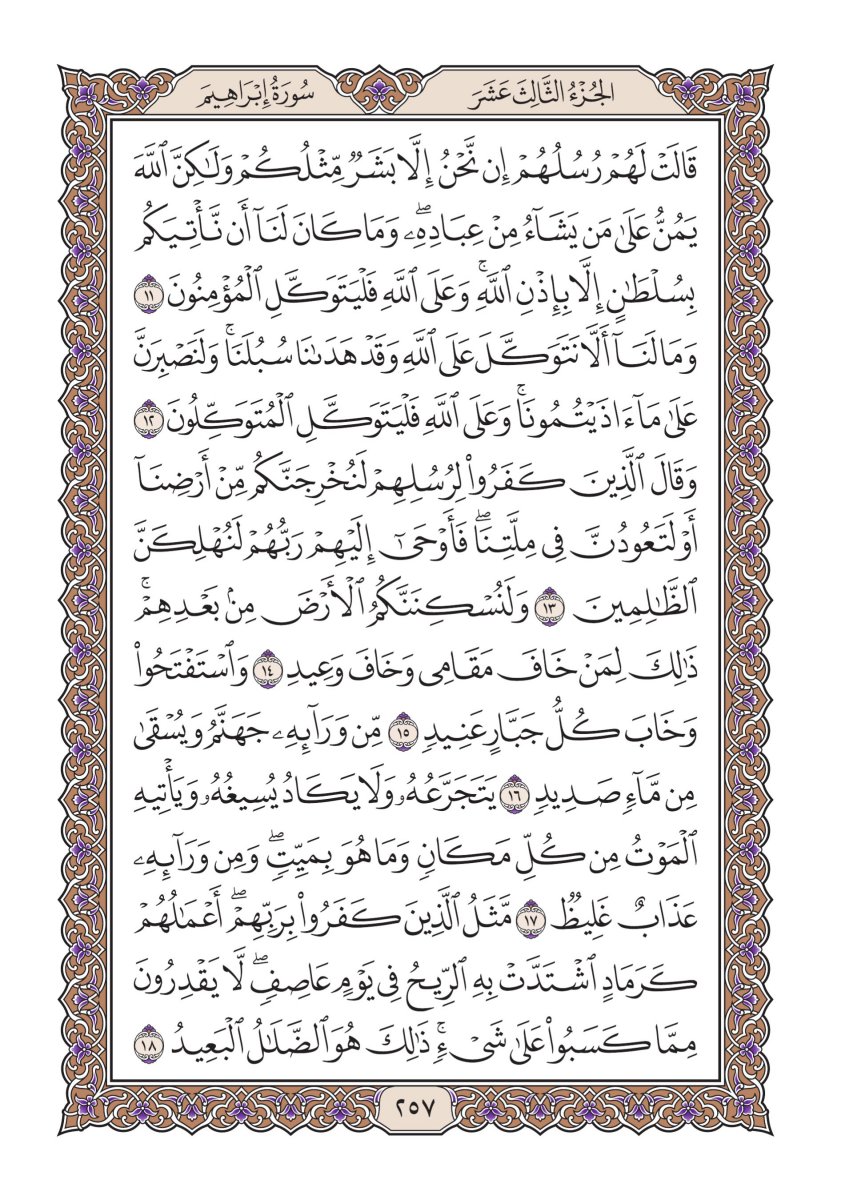 الجُزْءُ الثَّالِثَ عَشَرَ
سُورَةُ إِبْرَاهِيمَ
قَالَتْ لَهُمْ رُسُلُهُمْ إِن نَّحْنُ إِلَّا بَشَرٌ مِّثْلُكُمْ وَلَٰكِنَّ ٱللَّهَ
يَمُنُّ عَلَىٰ مَن يَشَآءُ مِنْ عِبَادِهِۦۖ وَمَا كَانَ لَنَآ أَن نَّأْتِيَكُم
بِسُلْطَٰنٍ إِلَّا بِإِذْنِ ٱللَّهِۚ وَعَلَى ٱللَّهِ فَلْيَتَوَكَّلِ ٱلْمُؤْمِنُونَ ١١
وَمَا لَنَآ أَلَّا نَتَوَكَّلَ عَلَى ٱللَّهِ وَقَدْ هَدَىٰنَا سُبُلَنَاۚ وَلَنَصْبِرَنَّ
عَلَىٰ مَآ ءَاذَيْتُمُونَاۚ وَعَلَى ٱللَّهِ فَلْيَتَوَكَّلِ ٱلْمُتَوَكِّلُونَ ١٢
وَقَالَ ٱلَّذِينَ كَفَرُوا۟ لِرُسُلِهِمْ لَنُخْرِجَنَّكُم مِّنْ أَرْضِنَآ
أَوْ لَتَعُودُنَّ فِى مِلَّتِنَاۖ فَأَوْحَىٰٓ إِلَيْهِمْ رَبُّهُمْ لَنُهْلِكَنَّ
ٱلظَّٰلِمِينَ ١٣ وَلَنُسْكِنَنَّكُمُ ٱلْأَرْضَ مِنۢ بَعْدِهِمْۚ
ذَٰلِكَ لِمَنْ خَافَ مَقَامِى وَخَافَ وَعِيدِ ١٤ وَٱسْتَفْتَحُوا۟
وَخَابَ كُلُّ جَبَّارٍ عَنِيدٍ ١٥ مِّن وَرَآئِهِۦ جَهَنَّمُ وَيُسْقَىٰ
مِن مَّآءٍ صَدِيدٍ ١٦ يَتَجَرَّعُهُۥ وَلَا يَكَادُ يُسِيغُهُۥ وَيَأْتِيهِ
ٱلْمَوْتُ مِن كُلِّ مَكَانٍ وَمَا هُوَ بِمَيِّتٍۖ وَمِن وَرَآئِهِۦ
عَذَابٌ غَلِيظٌ ١٧ مَّثَلُ ٱلَّذِينَ كَفَرُوا۟ بِرَبِّهِمْۖ أَعْمَٰلُهُمْ
كَرَمَادٍ ٱشْتَدَّتْ بِهِ ٱلرِّيحُ فِى يَوْمٍ عَاصِفٍۖ لَّا يَقْدِرُونَ
مِمَّا كَسَبُوا۟ عَلَىٰ شَىْءٍۚ ذَٰلِكَ هُوَ ٱلضَّلَٰلُ ٱلْبَعِيدُ ١٨
٢٥٧